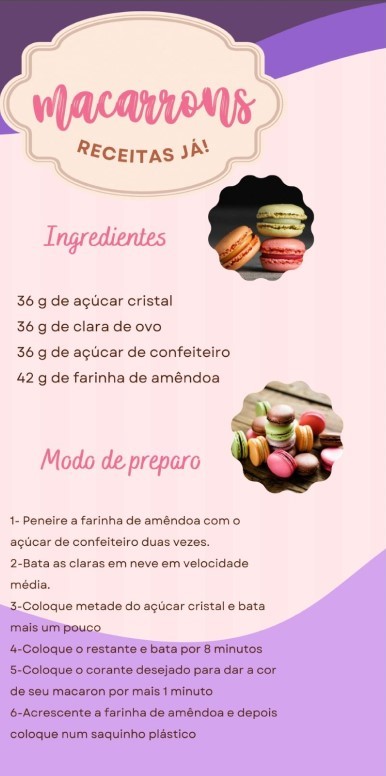 macarrons
RECEITAS JÁ!
Ingredientes
36 g de açúcar cristal
36 g de clara de ovo
36 g de açúcar de confeiteiro
42 g de farinha de amêndoa
Modo de preparo
1- Peneire a farinha de amêndoa com o
açúcar de confeiteiro duas vezes.
2-Bata as claras em neve em velocidade
média.
3-Coloque metade do açúcar cristal e bata
mais um pouco
4-Coloque o restante e bata por 8 minutos
5-Coloque o corante desejado para dar a cor
de seu macaron por mais 1 minuto
6-Acrescente a farinha de amêndoa e depois
coloque num saquinho plástico